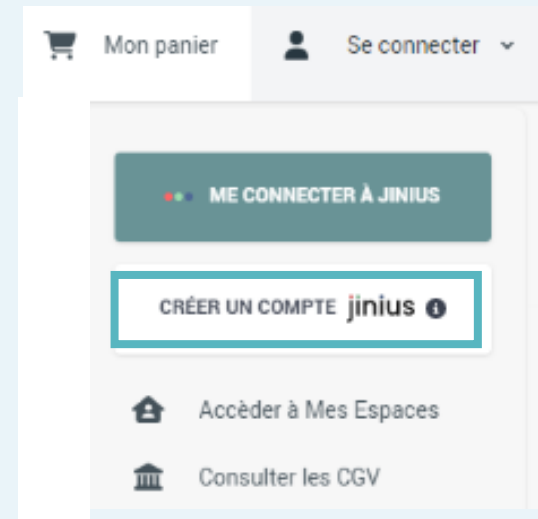 Mon panier Se connecter
ME CONNECTER À JINIUS
CRÉER UN COMPTE jinius
Accèder à Mes Espaces
Consulter les CGV